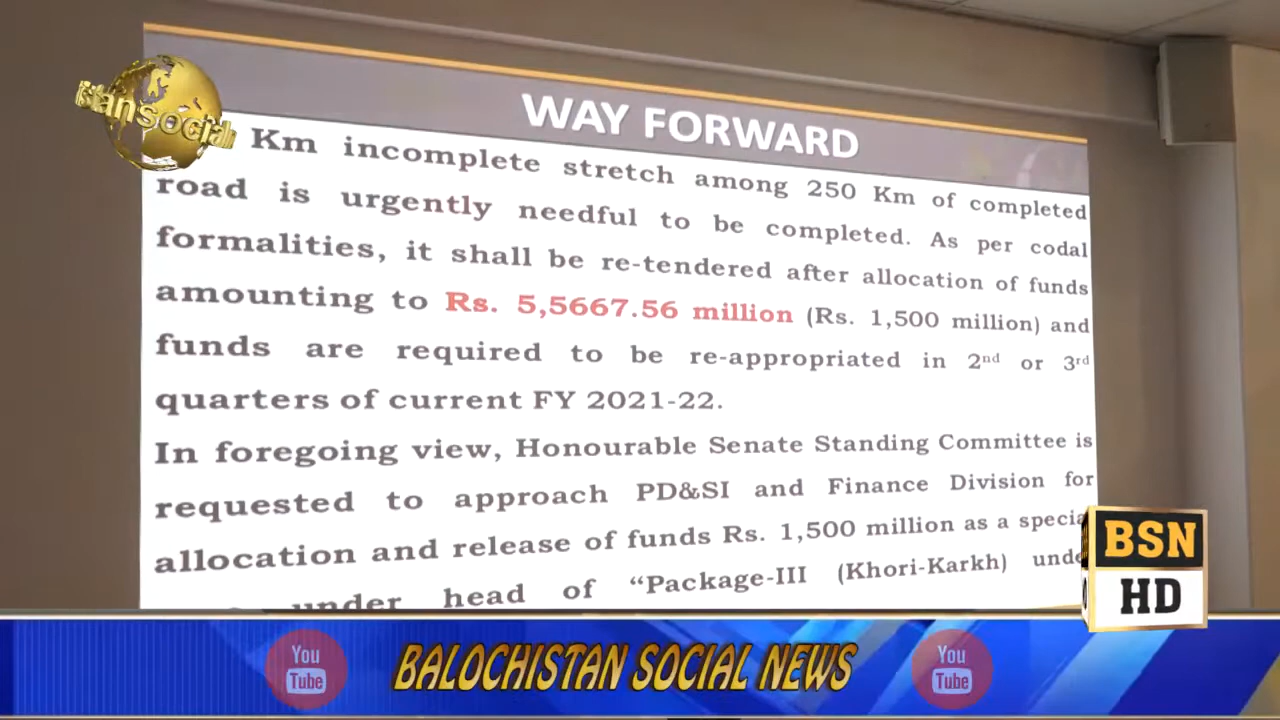 WAY FORWARD
Km incomplete stretch among 250 Km of completed
road is urgently needful to be completed. As per codal
formalities, it shall be re-tendered after allocation of funds
amounting to Rs. 5,5667.56 million (Rs. 1,500 million) and
funds are required to be re-appropriated in 2nd or 3rd
quarters of current FY 2021-22.
In foregoing view, Honourable Senate Standing Committee is
requested to approach PD&SI and Finance Division for
allocation and release of funds Rs. 1,500 million as a special
under head of “Package-III (Khori-Karkh) under
istan social
BSN
HD
You
Tube
BALOCHISTAN SOCIAL NEWS
You
Tube